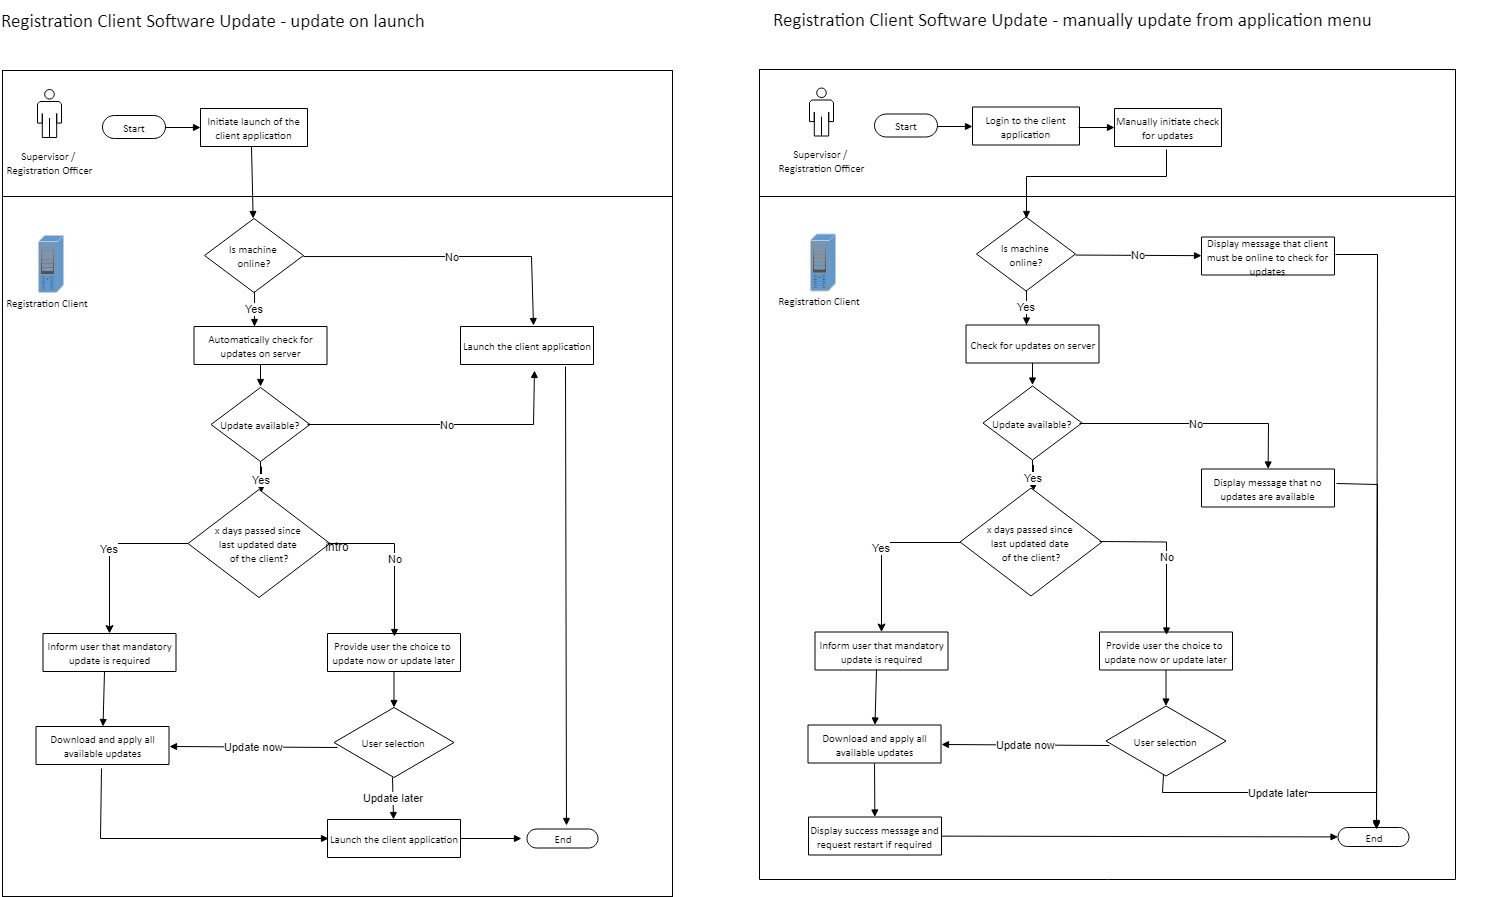 Registration Client Software Update - update on launch
Supervisor /
Registration Officer
Start
Initiate launch of the
client application
Registration Client
Is machine
online?
No
Yes
Automatically check for
updates on server
Launch the client application
Update available?
No
Yes
x days passed since
last updated date
of the client?
intro
Yes
No
Inform user that mandatory
update is required
Provide user the choice to
update now or update later
Download and apply all
available updates
Update now
User selection
Update later
Launch the client application
End
Registration Client Software Update - manually update from application menu
Supervisor /
Registration Officer
Start
Login to the client
application
Manually initiate check
for updates
Registration Client
Is machine
online?
No
Display message that client
must be online to check for
updates
Yes
Check for updates on server
Update available?
No
Display message that no
updates are available
Yes
x days passed since
last updated date
of the client?
Yes
No
Inform user that mandatory
update is required
Provide user the choice to
update now or update later
Download and apply all
available updates
Update now
User selection
Update later
Display success message and
request restart if required
End